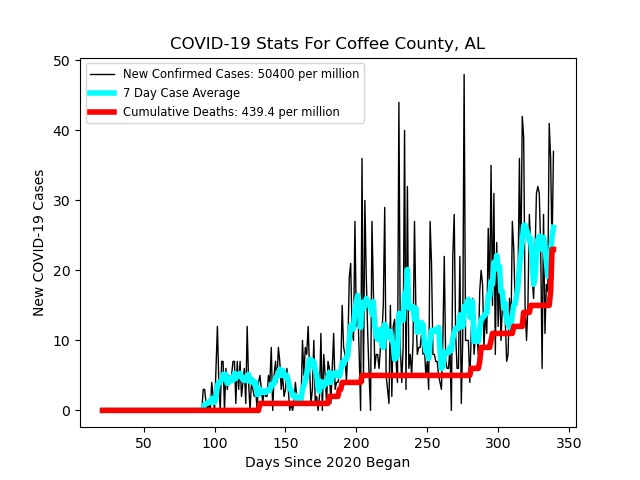 COVID-19 Stats For Coffee County, AL
New Confirmed Cases: 50400 per million
7 Day Case Average
Cumulative Deaths: 439.4 per million
New COVID-19 Cases
50
40
30
20
10
0
50 100 150 200 250 300 350
Days Since 2020 Began